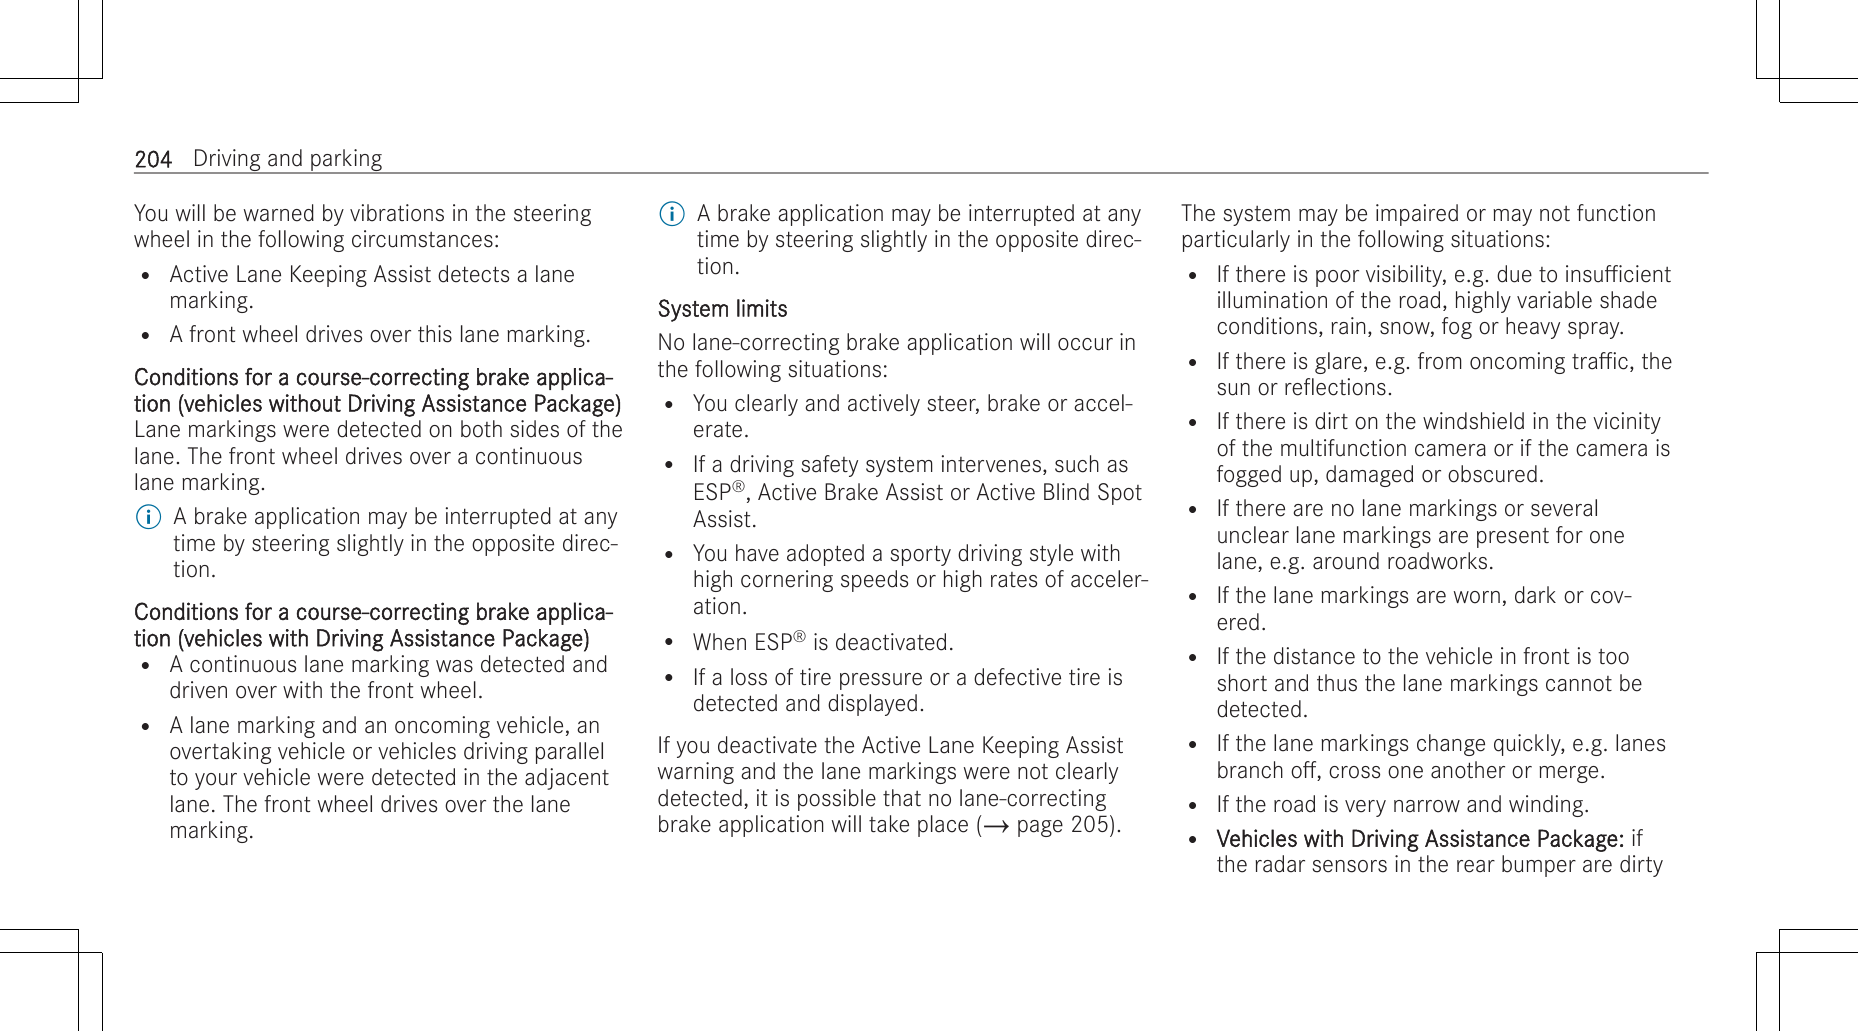 204 Driving and parking
You will be warned by vibrations in the steering
wheel in the following circumstances:
• Active Lane Keeping Assist detects a lane
marking.
• A front wheel drives over this lane marking.
Conditions for a course-correcting brake applica-
tion (vehicles without Driving Assistance Package)
Lane markings were detected on both sides of the
lane. The front wheel drives over a continuous
lane marking.
A brake application may be interrupted at any
time by steering slightly in the opposite direc-
tion.
Conditions for a course-correcting brake applica-
tion (vehicles with Driving Assistance Package)
• A continuous lane marking was detected and
driven over with the front wheel.
• A lane marking and an oncoming vehicle, an
overtaking vehicle or vehicles driving parallel
to your vehicle were detected in the adjacent
lane. The front wheel drives over the lane
marking.
A brake application may be interrupted at any
time by steering slightly in the opposite direc-
tion.
System limits
No lane-correcting brake application will occur in
the following situations:
• You clearly and actively steer, brake or accel-
erate.
• If a driving safety system intervenes, such as
ESP®, Active Brake Assist or Active Blind Spot
Assist.
• You have adopted a sporty driving style with
high cornering speeds or high rates of acceler-
ation.
• When ESP® is deactivated.
• If a loss of tire pressure or a defective tire is
detected and displayed.
If you deactivate the Active Lane Keeping Assist
warning and the lane markings were not clearly
detected, it is possible that no lane-correcting
brake application will take place (→ page 205).
The system may be impaired or may not function
particularly in the following situations:
• If there is poor visibility, e.g. due to insufficient
illumination of the road, highly variable shade
conditions, rain, snow, fog or heavy spray.
• If there is glare, e.g. from oncoming traffic, the
sun or reflections.
• If there is dirt on the windshield in the vicinity
of the multifunction camera or if the camera is
fogged up, damaged or obscured.
• If there are no lane markings or several
unclear lane markings are present for one
lane, e.g. around roadworks.
• If the lane markings are worn, dark or cov-
ered.
• If the distance to the vehicle in front is too
short and thus the lane markings cannot be
detected.
• If the lane markings change quickly, e.g. lanes
branch off, cross one another or merge.
• If the road is very narrow and winding.
• Vehicles with Driving Assistance Package: if
the radar sensors in the rear bumper are dirty